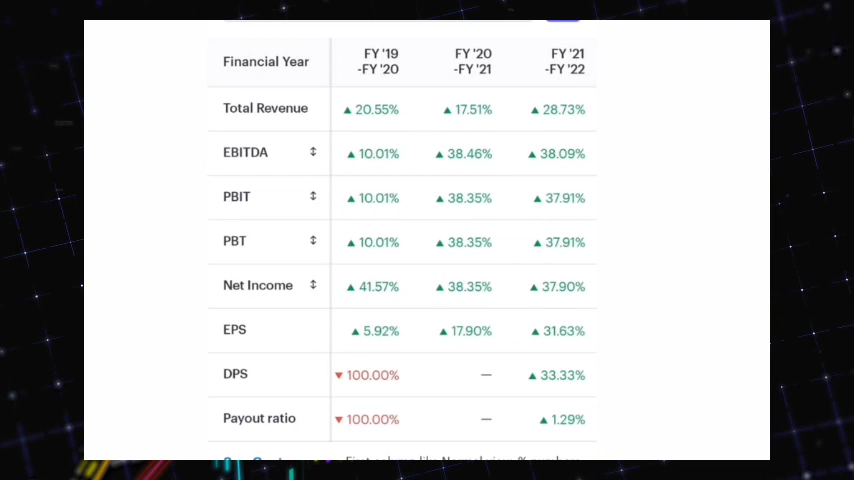 Financial Year FY '19 -FY '20 FY '20 -FY '21 FY '21 -FY '22
Total Revenue ▲ 20.55% ▲ 17.51% ▲ 28.73%
EBITDA ↕ ▲ 10.01% ▲ 38.46% ▲ 38.09%
PBIT ↕ ▲ 10.01% ▲ 38.35% ▲ 37.91%
PBT ↕ ▲ 10.01% ▲ 38.35% ▲ 37.91%
Net Income ↕ ▲ 41.57% ▲ 38.35% ▲ 37.90%
EPS ▲ 5.92% ▲ 17.90% ▲ 31.63%
DPS ▼ 100.00% — ▲ 33.33%
Payout ratio ▼ 100.00% — ▲ 1.29%